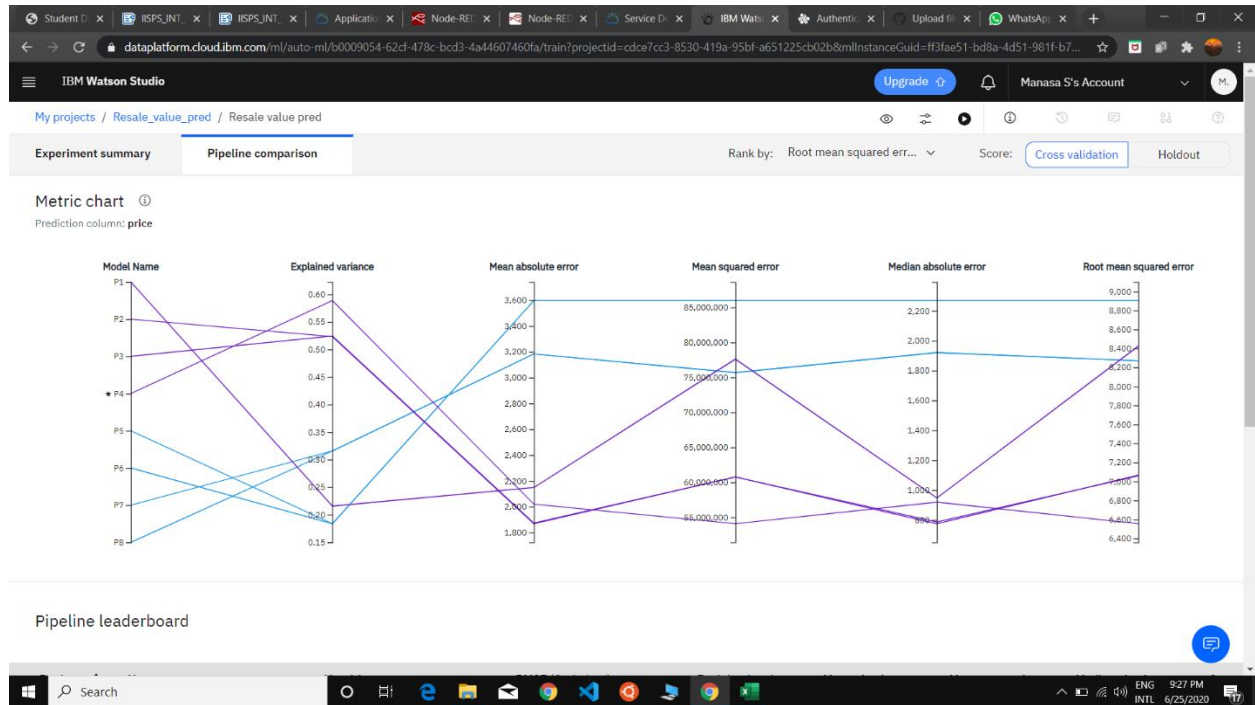 Student D
IISPS_INT_
IISPS_INT_
Applicatio
Node-RED
Node-RED
Service De
IBM Wats
Authentic
Upload fil
WhatsApp
dataplatform.cloud.ibm.com/ml/auto-ml/b0009054-62cf-478c-bcd3-4a44607460fa/train?projectid=cdce7cc3-8530-419a-95bf-a651225cb02b&mlInstanceGuid=ff3fae51-bd8a-4d51-981f-b7...
IBM Watson Studio
Upgrade
Manasa S's Account
M.
My projects / Resale_value_pred / Resale value pred
Experiment summary
Pipeline comparison
Rank by: Root mean squared err...
Score: Cross validation Holdout
Metric chart
Prediction column: price
Model Name
P1
P2
P3
★ P4
P5
P6
P7
P8
Explained variance
0.60
0.55
0.50
0.45
0.40
0.35
0.30
0.25
0.20
0.15
Mean absolute error
3,600
3,400
3,200
3,000
2,800
2,600
2,400
2,200
2,000
1,800
Mean squared error
85,000,000
80,000,000
75,000,000
70,000,000
65,000,000
60,000,000
55,000,000
Median absolute error
2,200
2,000
1,800
1,600
1,400
1,200
1,000
800
Root mean squared error
9,000
8,800
8,600
8,400
8,200
8,000
7,800
7,600
7,400
7,200
7,000
6,800
6,600
6,400
Pipeline leaderboard
Search
ENG 9:27 PM
INTL 6/25/2020
17